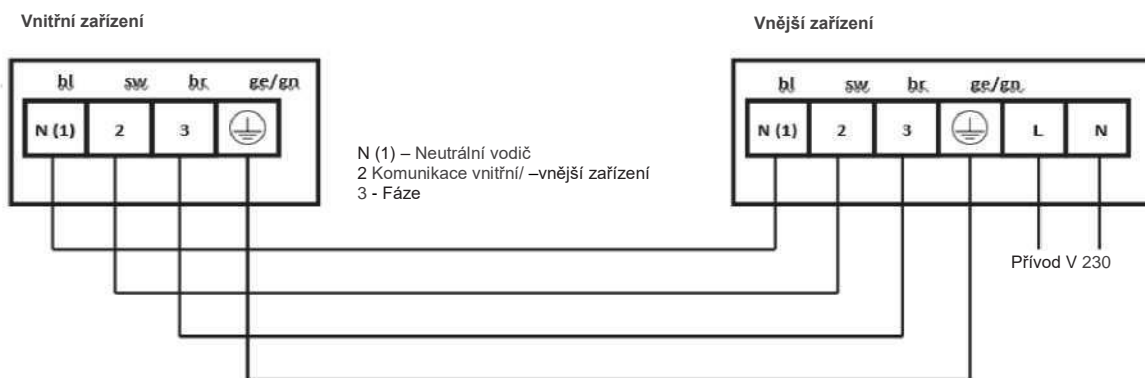 Vnitřní zařízení
Vnější zařízení
bl sw. br. ge/gn
N (1) 2 3
N (1) – Neutrální vodič
2 Komunikace vnitřní/ –vnější zařízení
3 - Fáze
bl sw. br. ge/gn.
N (1) 2 3 L N
Přívod V 230